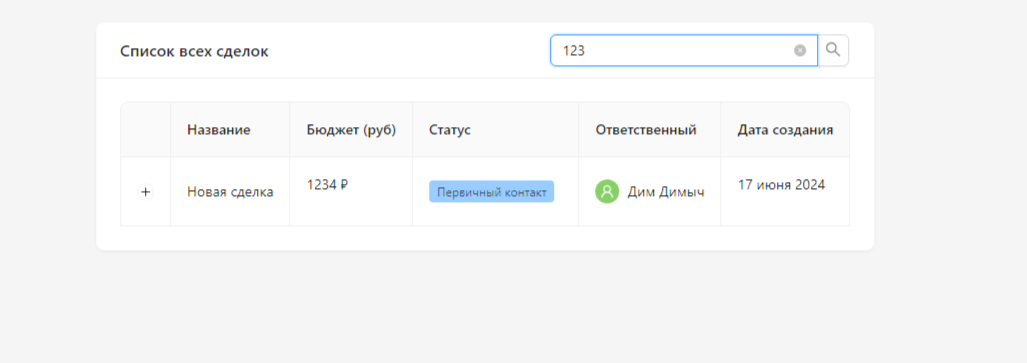 Список всех сделок
123
Название Бюджет (руб) Статус Ответственный Дата создания
+ Новая сделка 1234 ₽ Первичный контакт Дим Димыч 17 июня 2024